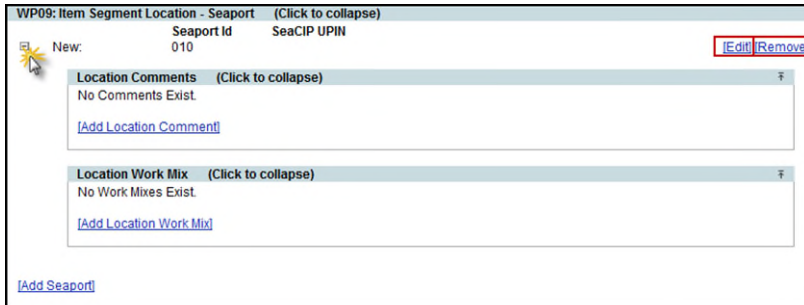 WP09: Item Segment Location - Seaport (Click to collapse)
Seaport Id SeaCIP UPIN
New: 010 [Edit] [Remove
Location Comments (Click to collapse)
No Comments Exist.
[Add Location Comment]
Location Work Mix (Click to collapse)
No Work Mixes Exist.
[Add Location Work Mix]
[Add Seaport]